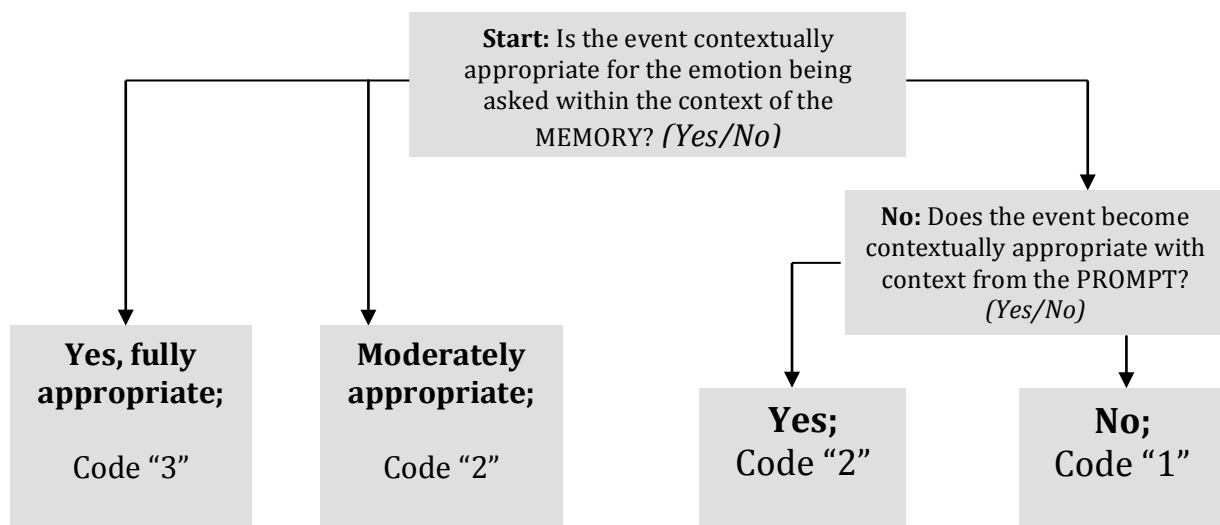 Start: Is the event contextually
appropriate for the emotion being
asked within the context of the
MEMORY? (Yes/No)
No: Does the event become
contextually appropriate with
context from the PROMPT?
(Yes/No)
Yes, fully
appropriate;
Code “3”
Moderately
appropriate;
Code “2”
Yes;
Code “2”
No;
Code “1”